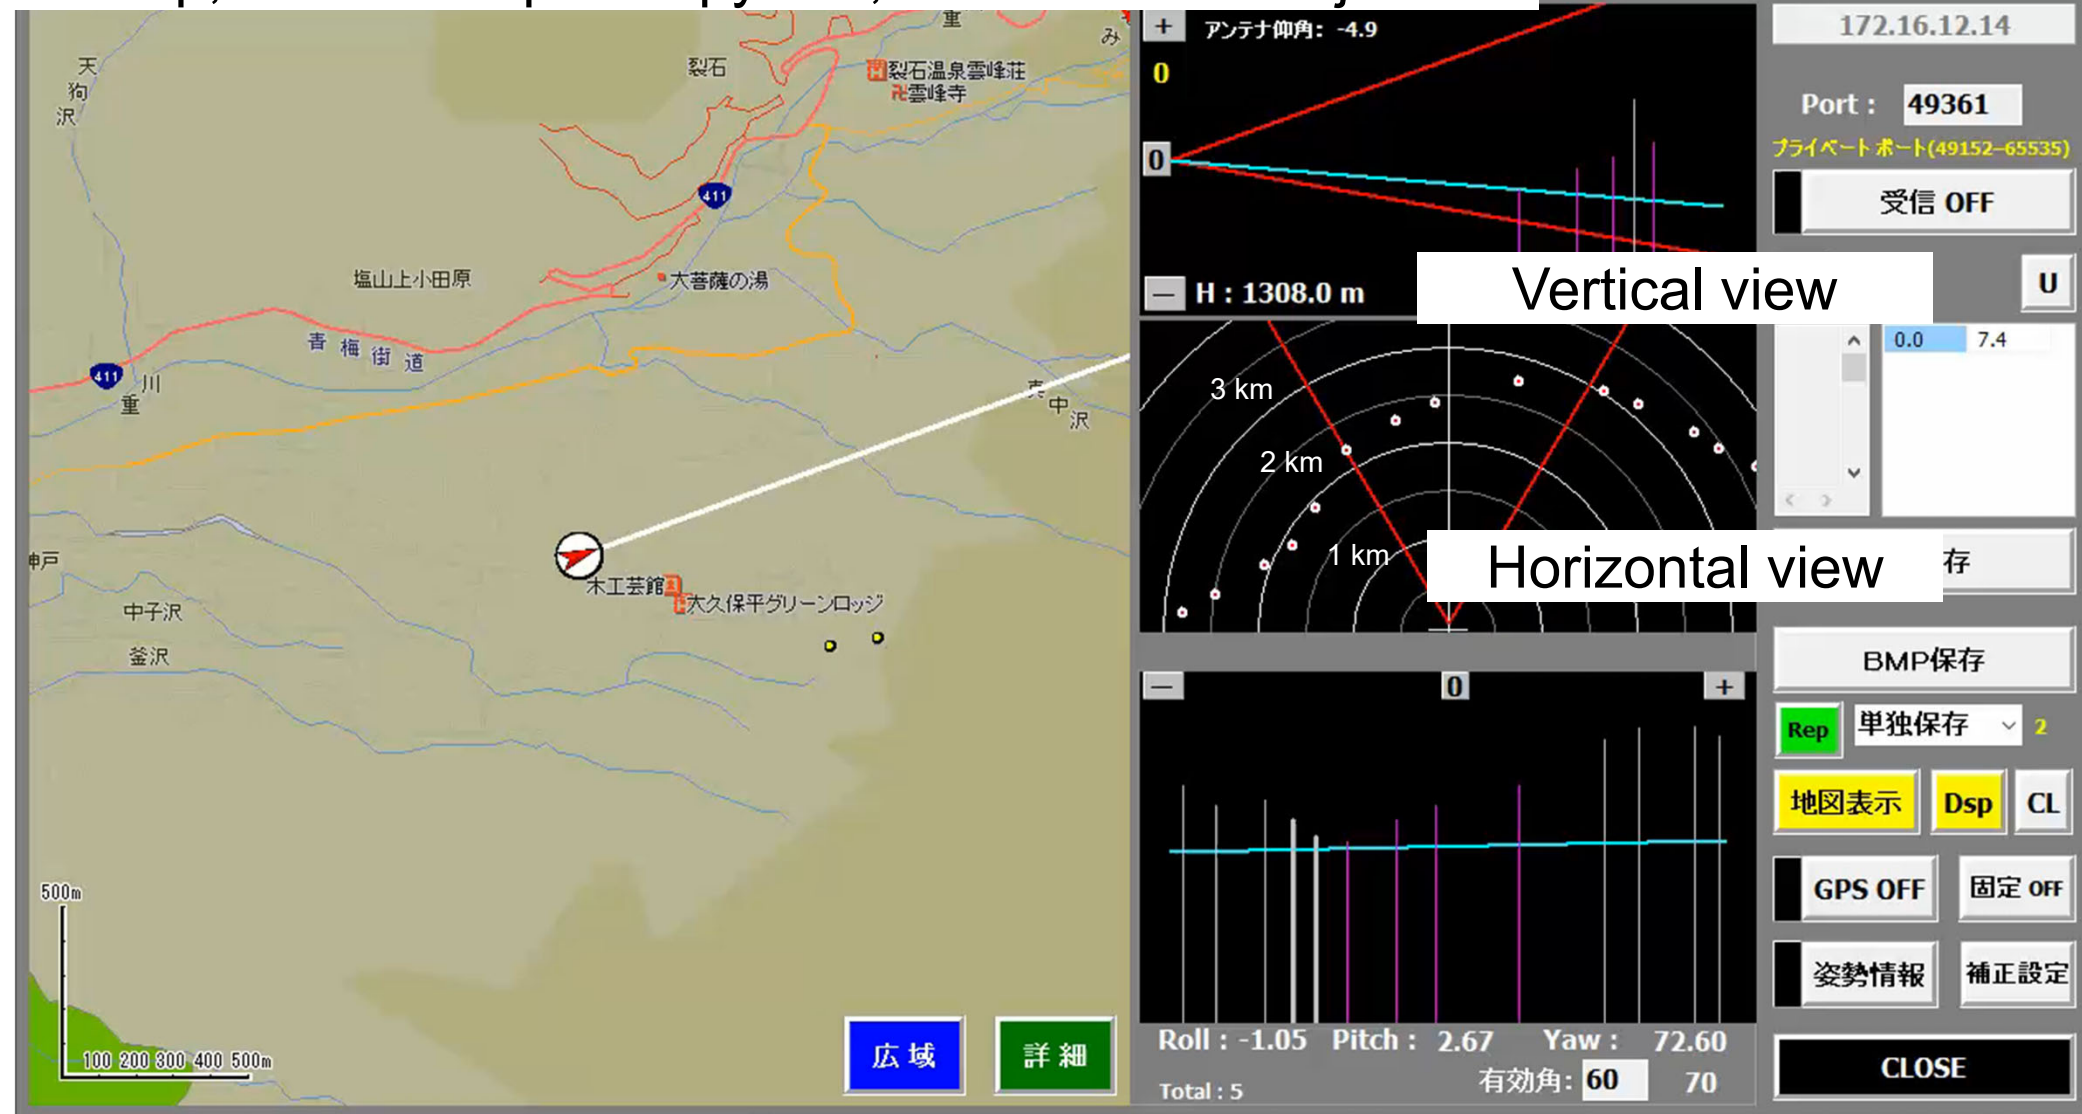 重
み
アンテナ仰角: -4.9
172.16.12.14
天狗沢
裂石
裂石温泉雲峰荘
雲峰寺
0
Port : 49361
プライベート ポート(49152-65535)
0
411
受信 OFF
塩山上小田原
大菩薩の湯
H : 1308.0 m
Vertical view
U
青梅街道
0.0 7.4
411
重川
3 km
中沢
2 km
1 km
Horizontal view
存
神戸
木工芸館
大久保平グリーンロッジ
中子沢
釜沢
BMP保存
0
Rep 単独保存 2
地図表示 Dsp CL
500m
GPS OFF 固定 OFF
姿勢情報 補正設定
100 200 300 400 500m
広域 詳細
Roll : -1.05 Pitch : 2.67 Yaw : 72.60
有効角: 60 70
Total : 5
CLOSE